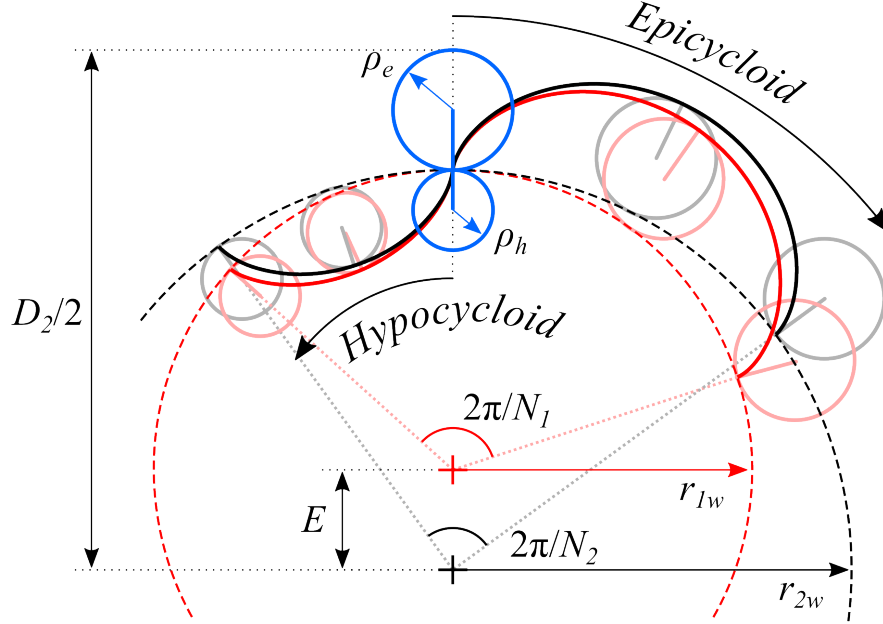 Epicycloid
ρe
ρh
D2/2
Hypocycloid
2π/N1
r1w
E
2π/N2
r2w